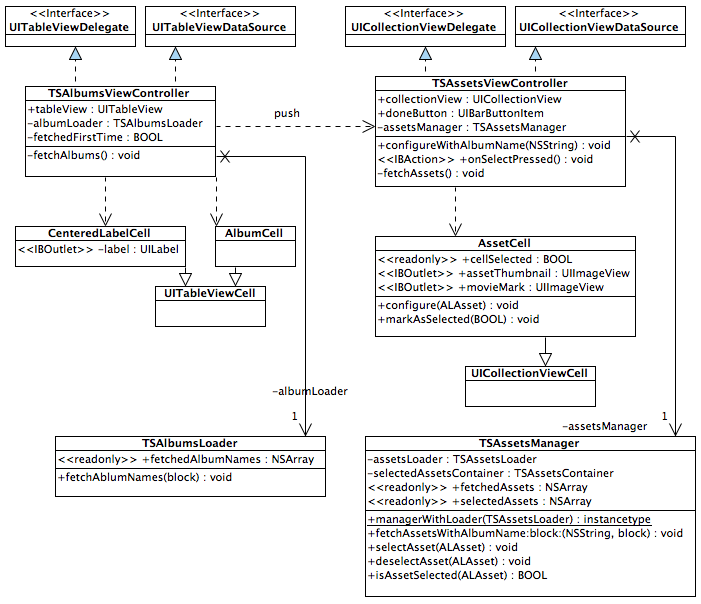 <<Interface>>
UITableViewDelegate
<<Interface>>
UITableViewDataSource
<<Interface>>
UICollectionViewDelegate
<<Interface>>
UICollectionViewDataSource
TSAlbumsViewController
+tableView : UITableView
-albumLoader : TSAlbumsLoader
-fetchedFirstTime : BOOL
-fetchAlbums() : void
push
TSAssetsViewController
+collectionView : UICollectionView
+doneButton : UIBarButtonItem
-assetsManager : TSAssetsManager
+configureWithAlbumName(NSString) : void
<<IBAction>> +onSelectPressed() : void
-fetchAssets() : void
CenteredLabelCell
<<IBOutlet>> -label : UILabel
AlbumCell
UITableViewCell
AssetCell
<<readonly>> +cellSelected : BOOL
<<IBOutlet>> +assetThumbnail : UIImageView
<<IBOutlet>> +movieMark : UIImageView
+configure(ALAsset) : void
+markAsSelected(BOOL) : void
UICollectionViewCell
-albumLoader
1
-assetsManager
1
TSAlbumsLoader
<<readonly>> +fetchedAlbumNames : NSArray
+fetchAblumNames(block) : void
TSAssetsManager
-assetsLoader : TSAssetsLoader
-selectedAssetsContainer : TSAssetsContainer
<<readonly>> +fetchedAssets : NSArray
<<readonly>> +selectedAssets : NSArray
+managerWithLoader(TSAssetsLoader) : instancetype
+fetchAssetsWithAlbumName:block:(NSString, block) : void
+selectAsset(ALAsset) : void
+deselectAsset(ALAsset) : void
+isAssetSelected(ALAsset) : BOOL